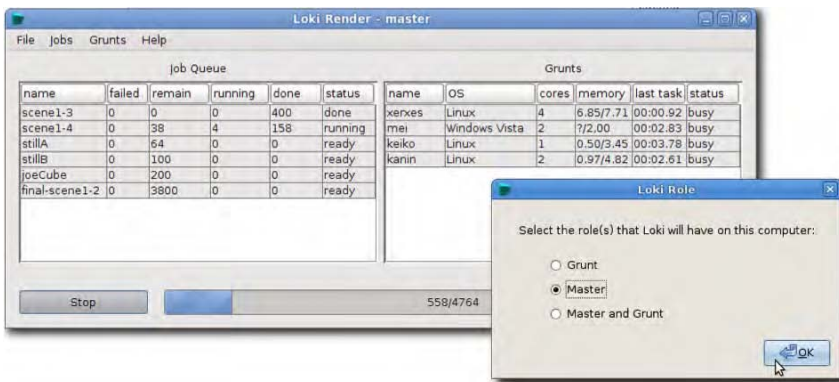 Loki Render - master
File Jobs Grunts Help
Job Queue
name failed remain running done status
scene1-3 0 0 0 400 done
scene1-4 0 38 4 158 running
stillA 0 64 0 0 ready
stillB 0 100 0 0 ready
joeCube 0 200 0 0 ready
final-scene1-2 0 3800 0 0 ready
Grunts
name OS cores memory last task status
xerxes Linux 4 6.85/7.71 00:00.92 busy
mei Windows Vista 2 ?/2.00 00:02.83 busy
keiko Linux 1 0.50/3.45 00:03.78 busy
kanin Linux 2 0.97/4.82 00:02.61 busy
Stop
558/4764
Loki Role
Select the role(s) that Loki will have on this computer:
Grunt
Master
Master and Grunt
OK